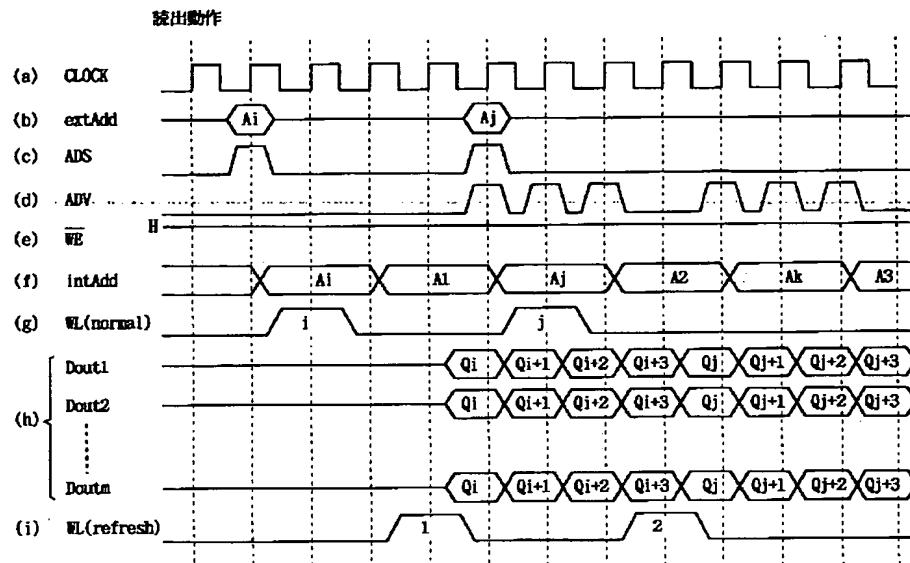 読出動作
(a) CLOCK
(b) extAdd Ai Aj
(c) ADS
(d) ADV
(e) WE H
(f) intAdd Ai A1 Aj A2 Ak A3
(g) WL(normal) i j
(h)
Dout1 Qi Qi+1 Qi+2 Qi+3 Qj Qj+1 Qj+2 Qj+3
Dout2 Qi Qi+1 Qi+2 Qi+3 Qj Qj+1 Qj+2 Qj+3
Doutm Qi Qi+1 Qi+2 Qi+3 Qj Qj+1 Qj+2 Qj+3
(i) WL(refresh) 1 2